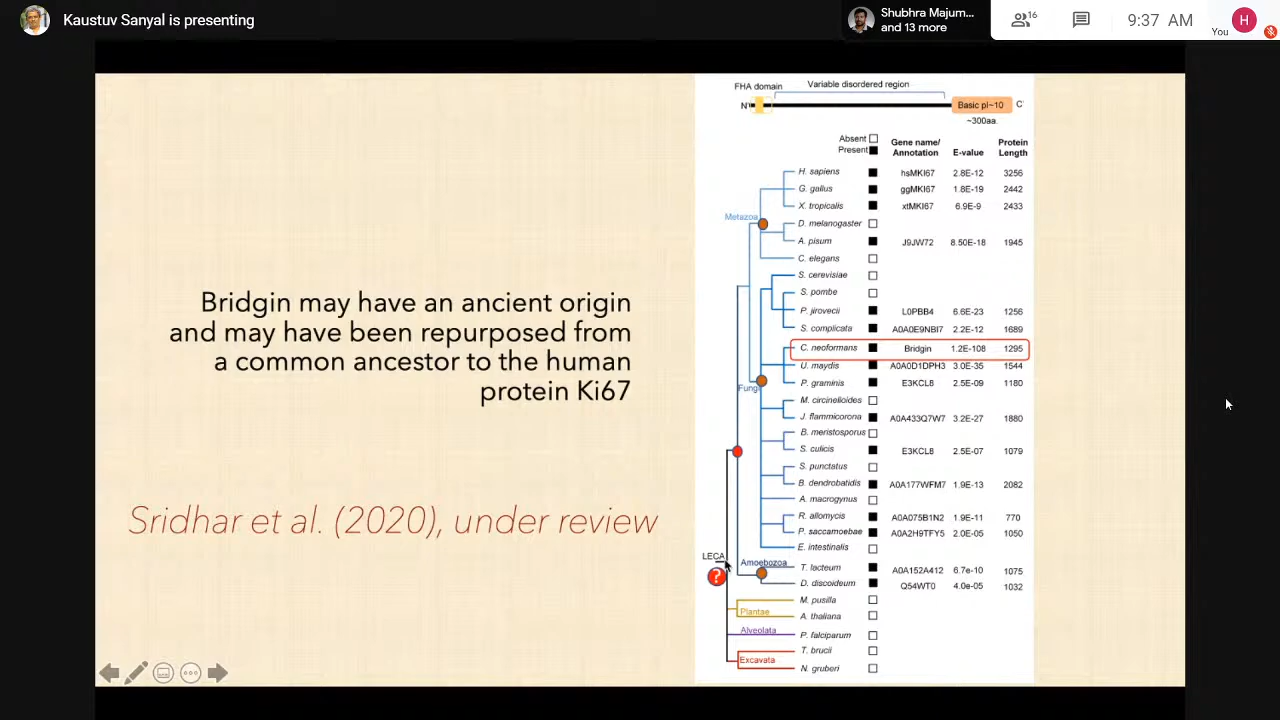 Kaustuv Sanyal is presenting
Shubhra Majum...
and 13 more
16
9:37 AM
You
H
Bridgin may have an ancient origin
and may have been repurposed from
a common ancestor to the human
protein Ki67
Sridhar et al. (2020), under review
FHA domain
Variable disordered region
N'
Basic pI~10
C'
~300aa.
Absent
Present
Gene name/
Annotation
E-value
Protein
Length
H. sapiens hsMKI67 2.8E-12 3256
G. gallus ggMKI67 1.8E-19 2442
X. tropicalis xtMKI67 6.9E-9 2433
Metazoa
D. melanogaster
A. pisum J9JW72 8.50E-18 1945
C. elegans
S. cerevisiae
S. pombe
P. jirovecii L0PBB4 6.6E-23 1256
S. complicata A0A0E9NBI7 2.2E-12 1689
C. neoformans Bridgin 1.2E-108 1295
U. maydis A0A0D1DPH3 3.0E-35 1544
Fungi
P. graminis E3KCL8 2.5E-09 1180
M. circinelloides
J. flammicorona A0A433Q7W7 3.2E-27 1880
B. meristosporus
S. culicis E3KCL8 2.5E-07 1079
S. punctatus
B. dendrobatidis A0A177WFM7 1.9E-13 2082
A. macrogynus
R. allomycis A0A075B1N2 1.9E-11 770
P. saccamoebae A0A2H9TFY5 2.0E-05 1050
E. intestinalis
LECA
?
Amoebozoa
T. lacteum A0A152A412 6.7e-10 1075
D. discoideum Q54WT0 4.0e-05 1032
M. pusilla
Plantae
A. thaliana
Alveolata
P. falciparum
T. brucii
Excavata
N. gruberi